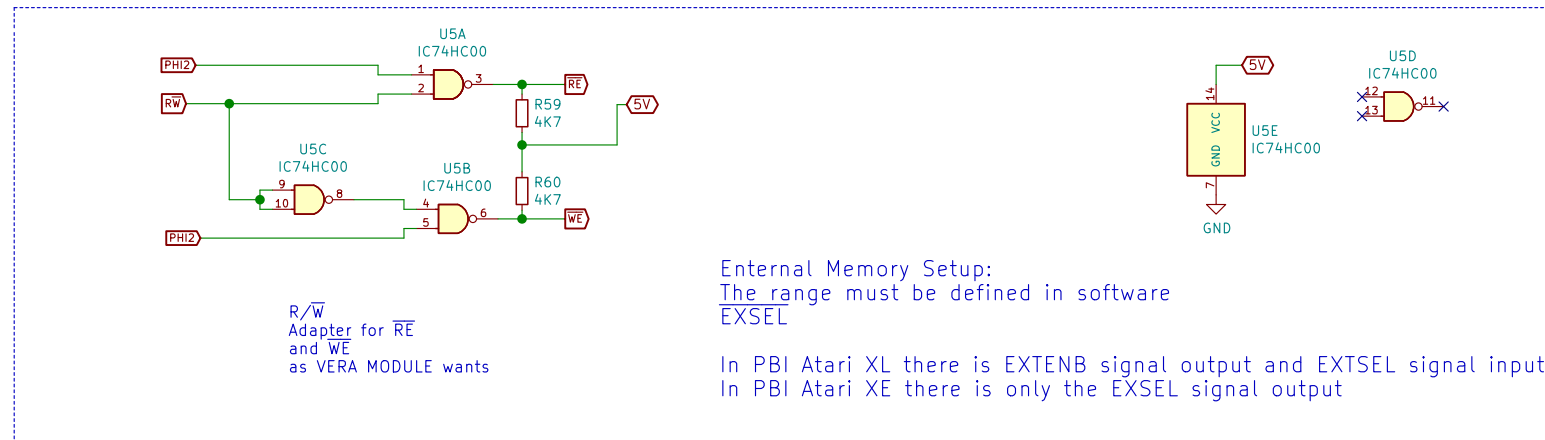 U5A
IC74HC00
PHI2
1
2
3
RE
RW
R59
4K7
5V
U5C
IC74HC00
9
10
8
U5B
IC74HC00
4
5
6
R60
4K7
WE
PHI2
5V
14
VCC
GND
7
U5E
IC74HC00
GND
U5D
IC74HC00
12
13
11
R/W
Adapter for RE
and WE
as VERA MODULE wants
Enternal Memory Setup:
The range must be defined in software
EXSEL
In PBI Atari XL there is EXTENB signal output and EXTSEL signal input
In PBI Atari XE there is only the EXSEL signal output